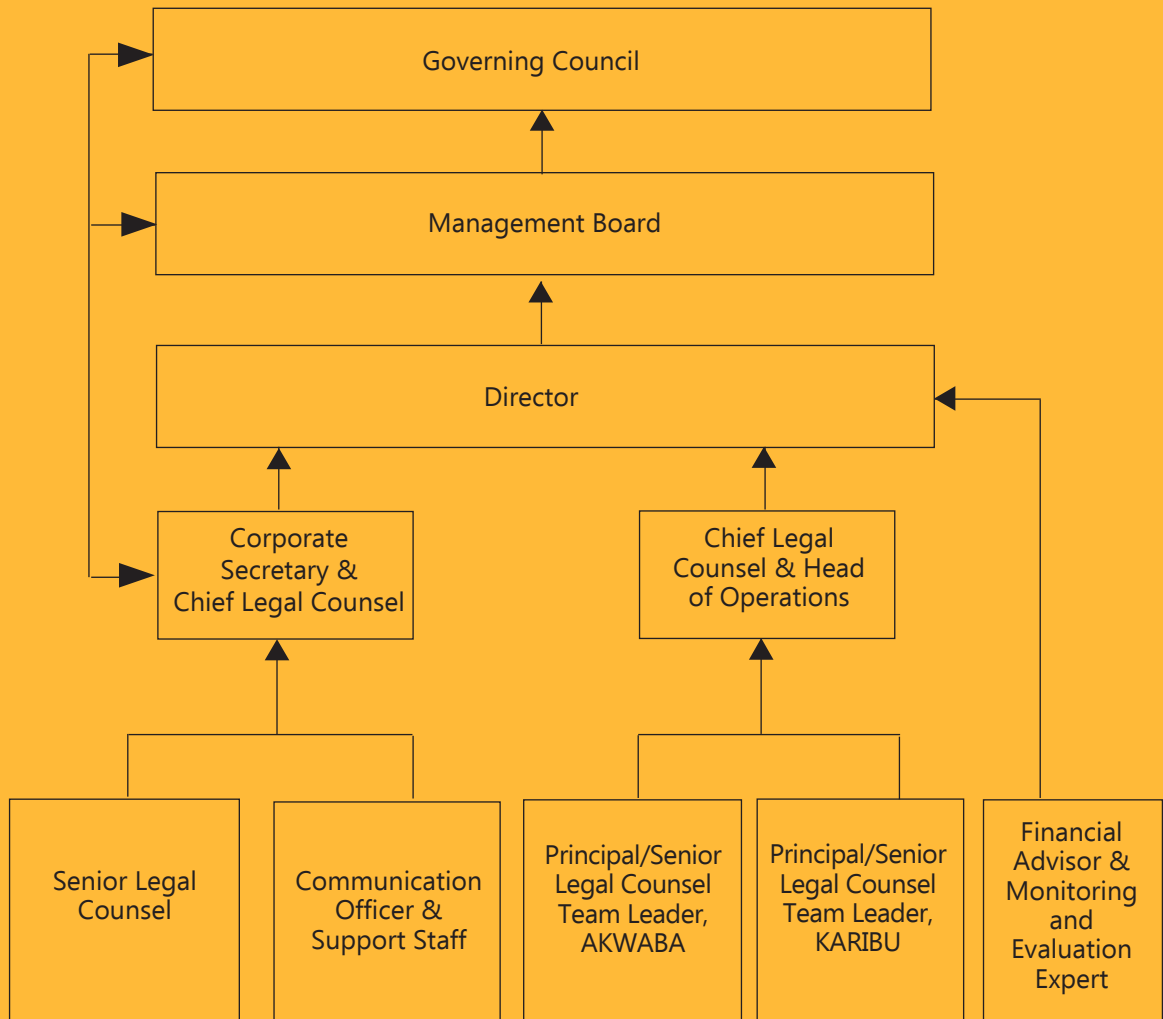 Governing Council
Management Board
Director
Corporate
Secretary &
Chief Legal Counsel
Chief Legal
Counsel & Head
of Operations
Senior Legal
Counsel
Communication
Officer &
Support Staff
Principal/Senior
Legal Counsel
Team Leader,
AKWABA
Principal/Senior
Legal Counsel
Team Leader,
KARIBU
Financial
Advisor &
Monitoring
and
Evaluation
Expert